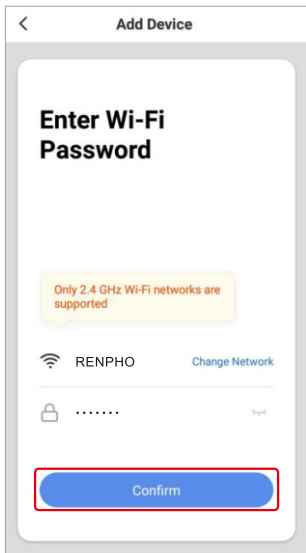 Add Device
Enter Wi-Fi
Password
Only 2.4 GHz Wi-Fi networks are
supported
RENPHO Change Network
·······
Confirm